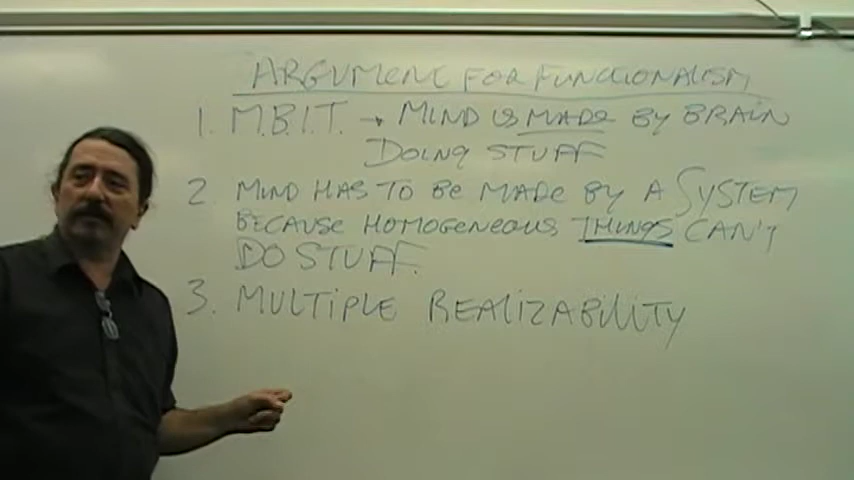 ARGUMENT FOR FUNCTIONALISM
1. M.B.I.T. → MIND IS MADE BY BRAIN
DOING STUFF
2 MIND HAS TO BE MADE BY A SYSTEM
BECAUSE HOMOGENEOUS THINGS CAN'T
DO STUFF.
3. MULTIPLE REALIZABILITY